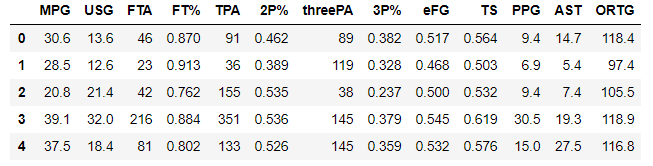 MPG USG FTA FT% TPA 2P% threePA 3P% eFG TS PPG AST ORTG
0 30.6 13.6 46 0.870 91 0.462 89 0.382 0.517 0.564 9.4 14.7 118.4
1 28.5 12.6 23 0.913 36 0.389 119 0.328 0.468 0.503 6.9 5.4 97.4
2 20.8 21.4 42 0.762 155 0.535 38 0.237 0.500 0.532 9.4 7.4 105.5
3 39.1 32.0 216 0.884 351 0.536 145 0.379 0.545 0.619 30.5 19.3 118.9
4 37.5 18.4 81 0.802 133 0.526 145 0.359 0.532 0.576 15.0 27.5 116.8